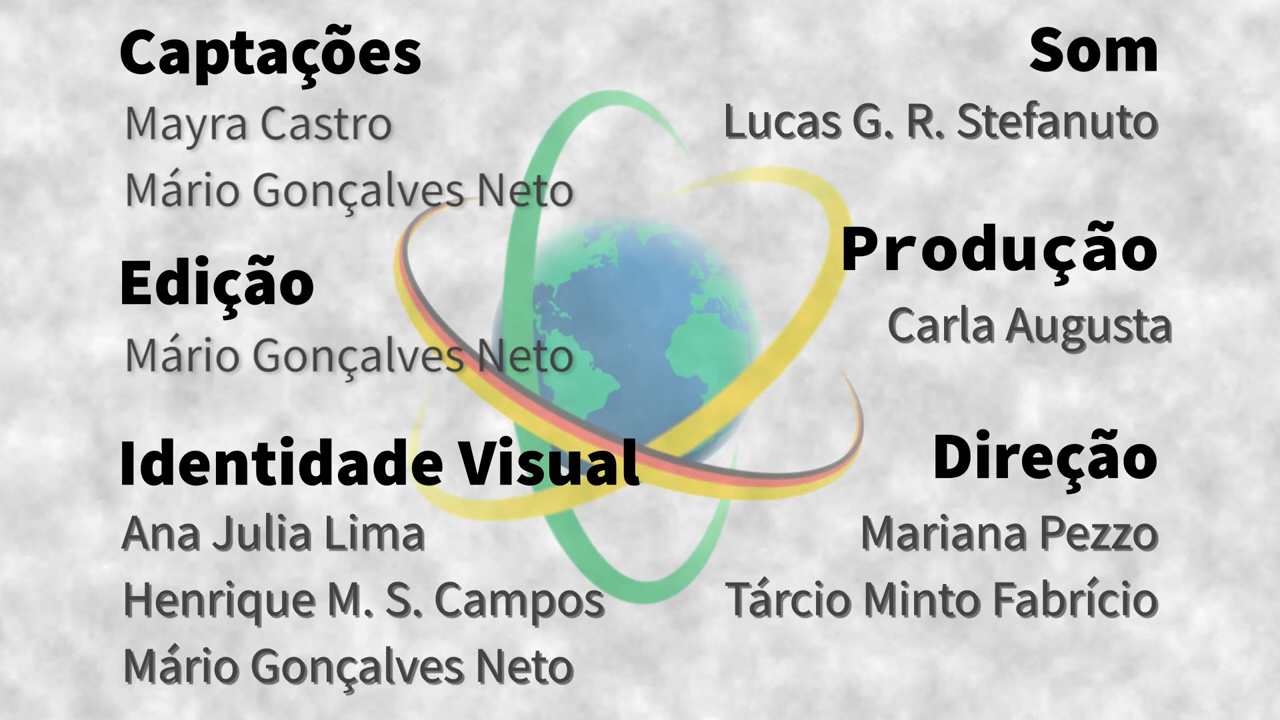 Captações
Mayra Castro
Mário Gonçalves Neto
Edição
Mário Gonçalves Neto
Identidade Visual
Ana Julia Lima
Henrique M. S. Campos
Mário Gonçalves Neto
Som
Lucas G. R. Stefanuto
Produção
Carla Augusta
Direção
Mariana Pezzo
Tárcio Minto Fabrício